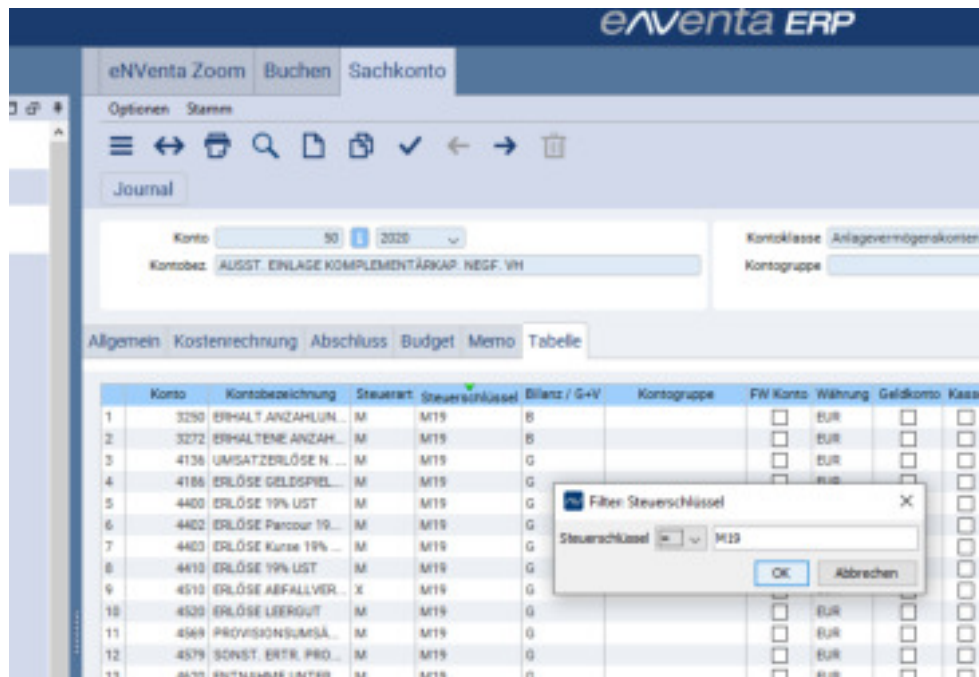 eNventa ERP
eNVenta Zoom Buchen Sachkonto
Optionen Stamm
Journal
Konto 50 2020
Kontobez. AUSST. EINLAGE KOMPLEMENTÄRKAP. NEGF. VH
Kontoklasse Anlagevermögenskonten
Kontogruppe
Allgemein Kostenrechnung Abschluss Budget Memo Tabelle
Konto Kontobezeichnung Steuerart Steuerschlüssel Bilanz / G+V Kontogruppe FW Konto Währung Geldkonto
1 3250 ERHALT.ANZAHLUN... M M19 B EUR
2 3272 ERHALTENE ANZAH... M M19 B EUR
3 4136 UMSATZERLÖSE N. ... M M19 G EUR
4 4186 ERLÖSE GELDSPIEL... M M19 G EUR
5 4400 ERLÖSE 19% UST M M19 G
6 4402 ERLÖSE Parcour 19... M M19 G
7 4403 ERLÖSE Kurse 19% ... M M19 G
8 4410 ERLÖSE 19% UST M M19 G
9 4510 ERLÖSE ABFALLVER... X M19 G
10 4520 ERLÖSE LEERGUT M M19 G EUR
11 4569 PROVISIONSUMSÄ... M M19 G EUR
12 4579 SONST. ERTR. PRO... M M19 G EUR
Filter: Steuerschlüssel
Steuerschlüssel = M19
OK Abbrechen